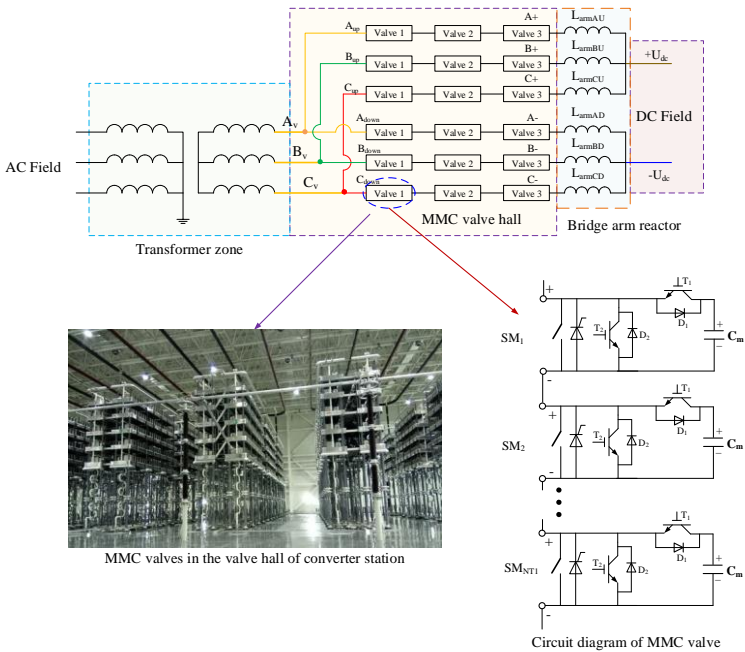 A+
L_armAU
A_up
Valve 1
Valve 2
Valve 3
B+
L_armBU
B_up
Valve 1
Valve 2
Valve 3
+U_dc
C+
L_armCU
C_up
Valve 1
Valve 2
Valve 3
DC Field
A_v
A_down
A-
L_armAD
Valve 1
Valve 2
Valve 3
AC Field
B_v
B_down
B-
L_armBD
Valve 1
Valve 2
Valve 3
-U_dc
C_v
C_down
C-
L_armCD
Valve 1
Valve 2
Valve 3
MMC valve hall
Bridge arm reactor
Transformer zone
+
T_1
SM_1
T_2
D_2
D_1
+
C_m
−
-
+
T_1
SM_2
T_2
D_2
D_1
+
C_m
−
-
+
T_1
SM_NT1
T_2
D_2
D_1
+
C_m
−
-
MMC valves in the valve hall of converter station
Circuit diagram of MMC valve